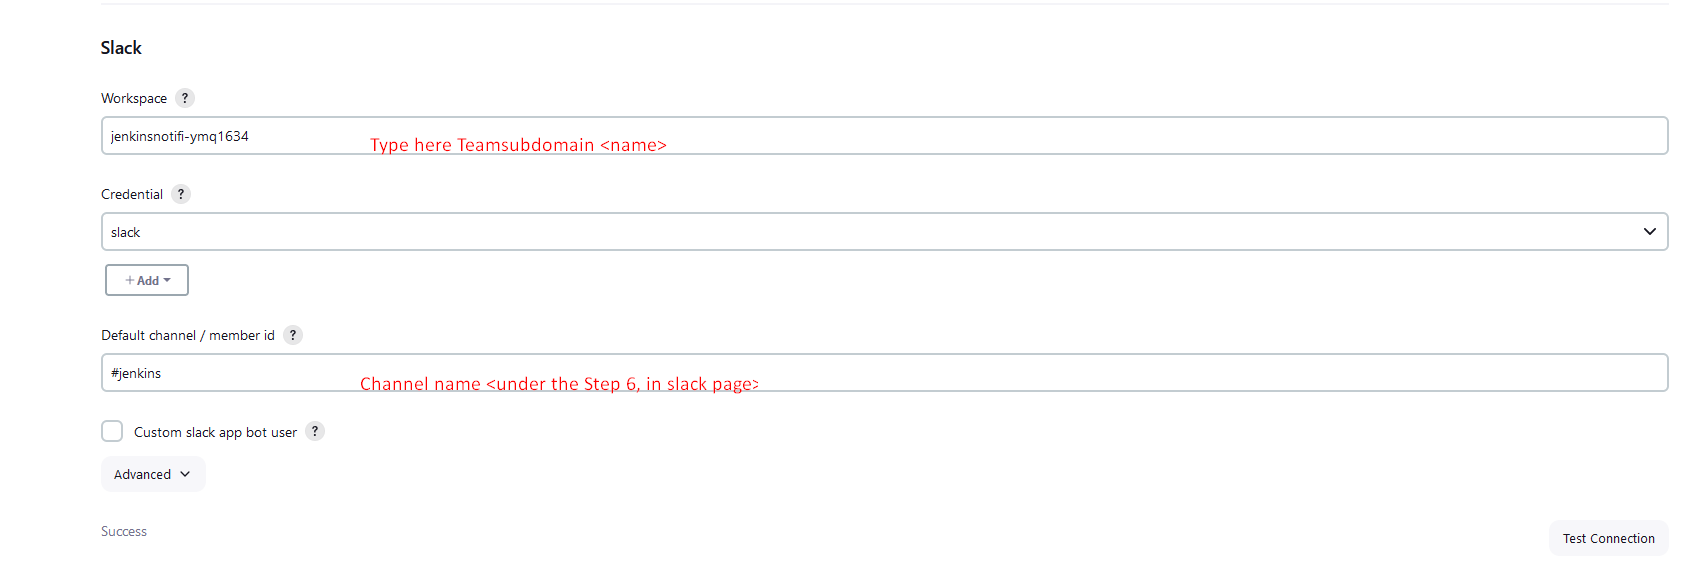 Slack
Workspace ?
jenkinsnotifi-ymq1634
Type here Teamsubdomain <name>
Credential ?
slack
+ Add
Default channel / member id ?
#jenkins
Channel name <under the Step 6, in slack page>
Custom slack app bot user ?
Advanced
Success
Test Connection